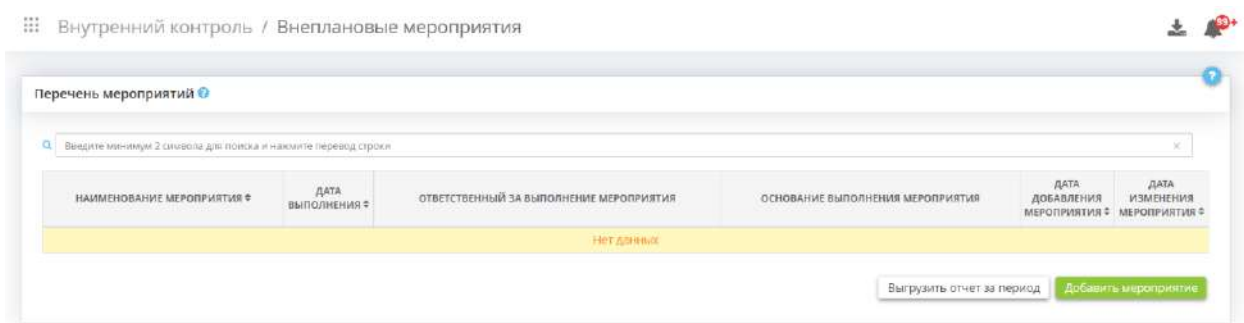 Внутренний контроль / Внеплановые мероприятия
99+
?
Перечень мероприятий ?
Введите минимум 2 символа для поиска и нажмите перевод строки ×
НАИМЕНОВАНИЕ МЕРОПРИЯТИЯ
ДАТА
ВЫПОЛНЕНИЯ
ОТВЕТСТВЕННЫЙ ЗА ВЫПОЛНЕНИЕ МЕРОПРИЯТИЯ
ОСНОВАНИЕ ВЫПОЛНЕНИЯ МЕРОПРИЯТИЯ
ДАТА
ДОБАВЛЕНИЯ
МЕРОПРИЯТИЯ
ДАТА
ИЗМЕНЕНИЯ
МЕРОПРИЯТИЯ
Нет данных
Выгрузить отчет за период
Добавить мероприятие